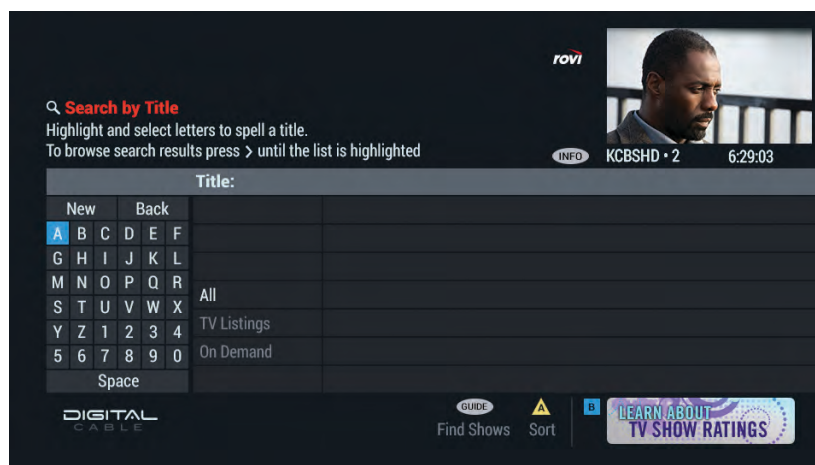 rovi
Search by Title
Highlight and select letters to spell a title.
To browse search results press > until the list is highlighted
INFO
KCBSHD • 2 6:29:03
Title:
New Back
A B C D E F
G H I J K L
M N O P Q R
S T U V W X
Y Z 1 2 3 4
5 6 7 8 9 0
Space
All
TV Listings
On Demand
DIGITAL
CABLE
GUIDE
Find Shows
A
Sort
B
LEARN ABOUT
TV SHOW RATINGS